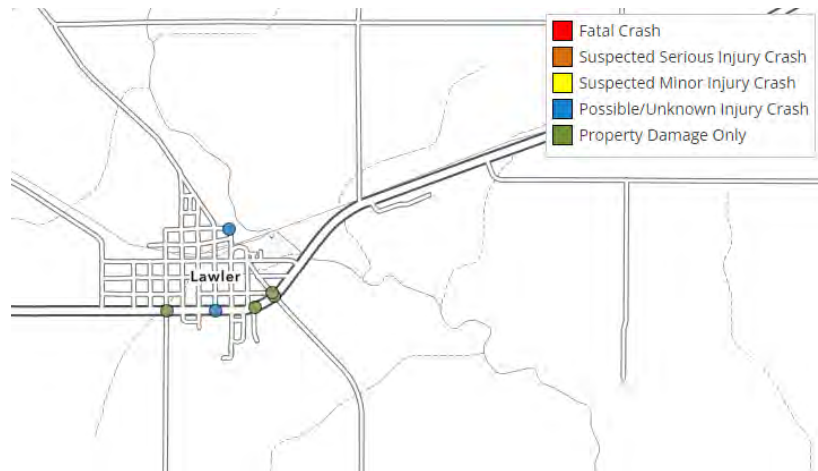 Fatal Crash
Suspected Serious Injury Crash
Suspected Minor Injury Crash
Possible/Unknown Injury Crash
Property Damage Only
Lawler